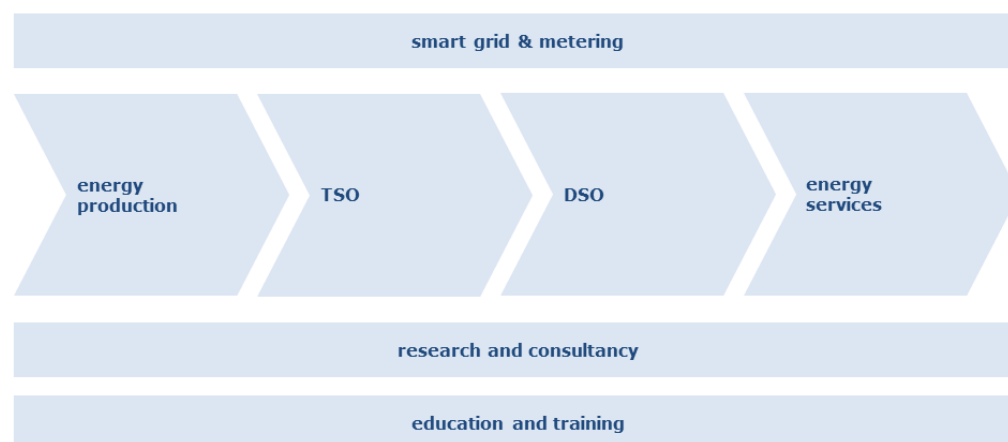 smart grid & metering
energy
production
TSO
DSO
energy
services
research and consultancy
education and training